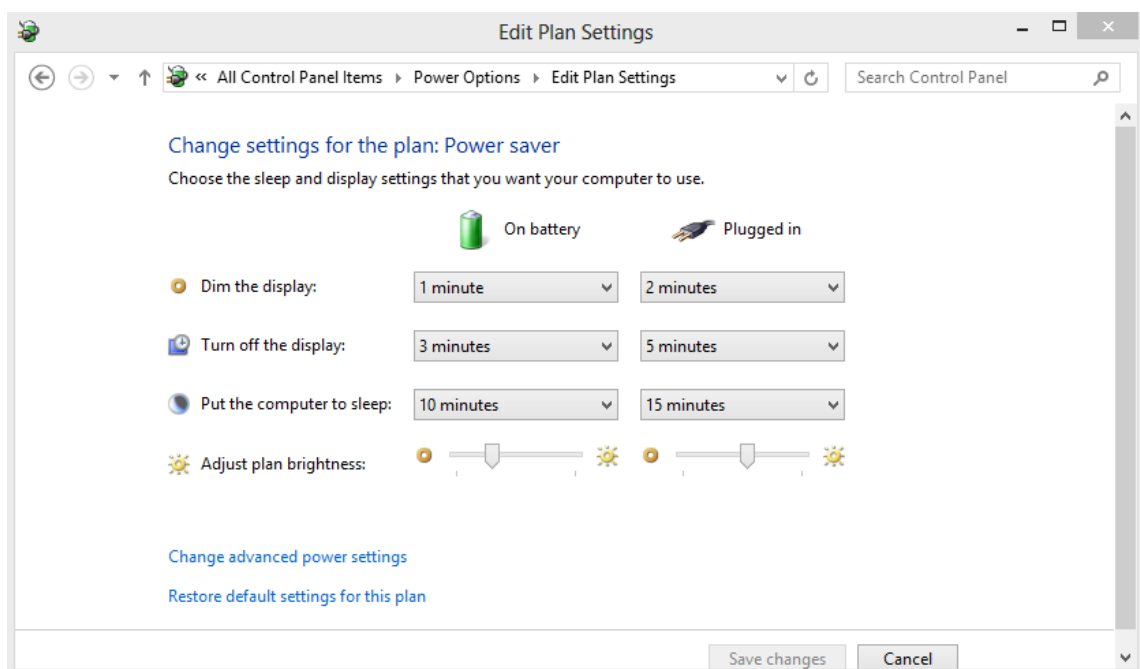 Edit Plan Settings
« All Control Panel Items Power Options Edit Plan Settings Search Control Panel
Change settings for the plan: Power saver
Choose the sleep and display settings that you want your computer to use.
On battery Plugged in
Dim the display: 1 minute 2 minutes
Turn off the display: 3 minutes 5 minutes
Put the computer to sleep: 10 minutes 15 minutes
Adjust plan brightness:
Change advanced power settings
Restore default settings for this plan
Save changes Cancel